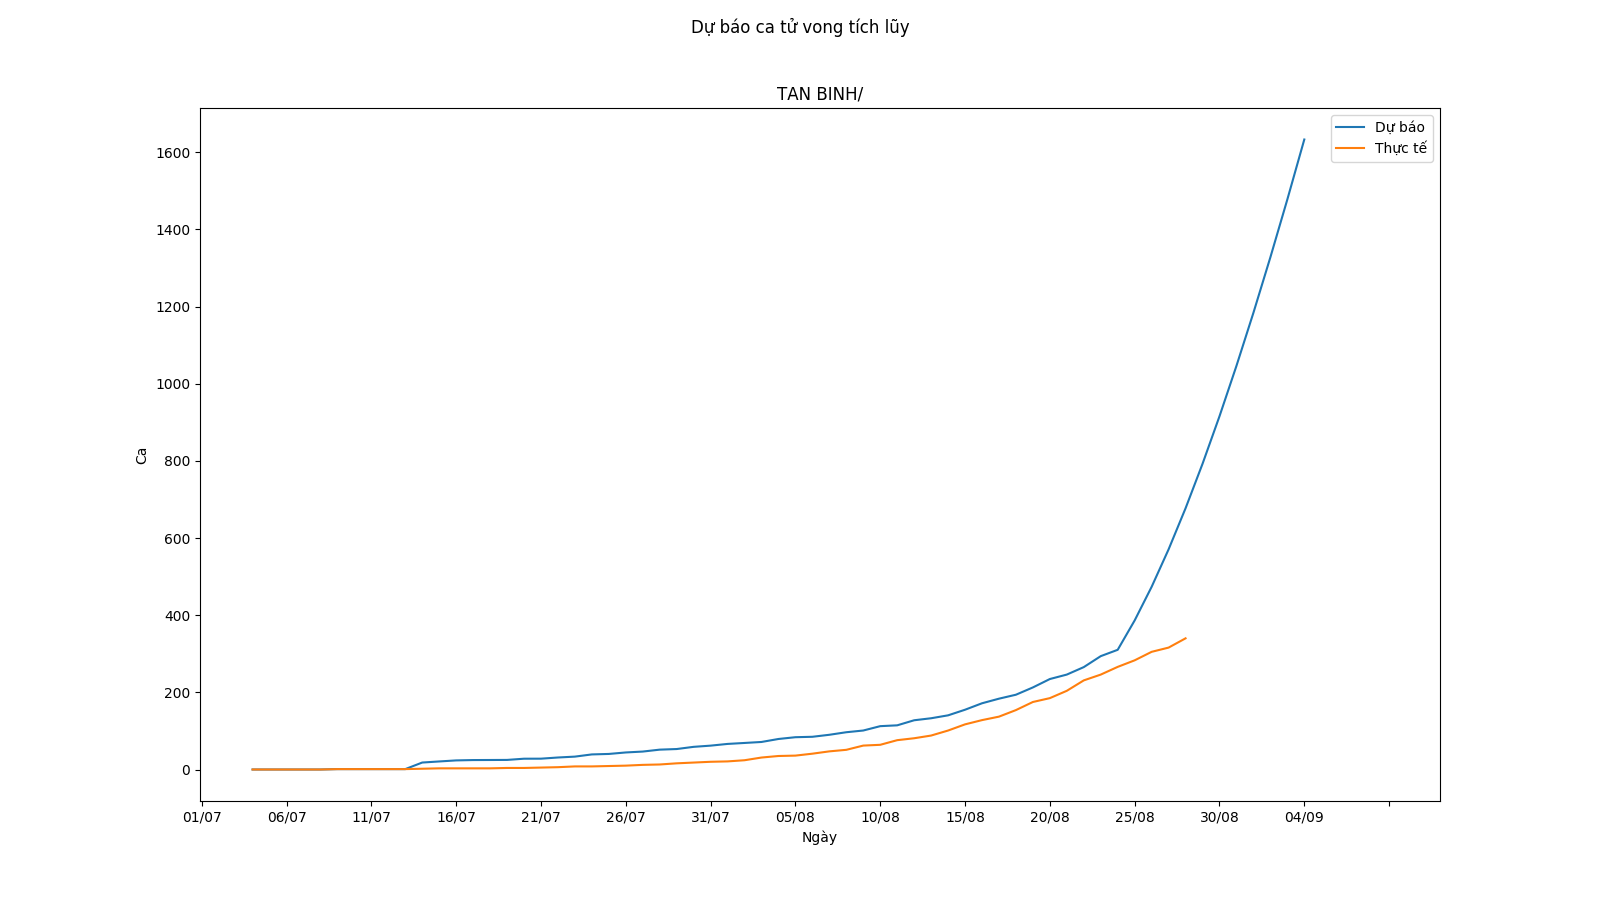 Dự báo ca tử vong tích lũy
TAN BINH/
Dự báo
Thực tế
1600
1400
1200
1000
800
600
400
200
0
Ca
01/07 06/07 11/07 16/07 21/07 26/07 31/07 05/08 10/08 15/08 20/08 25/08 30/08 04/09
Ngày